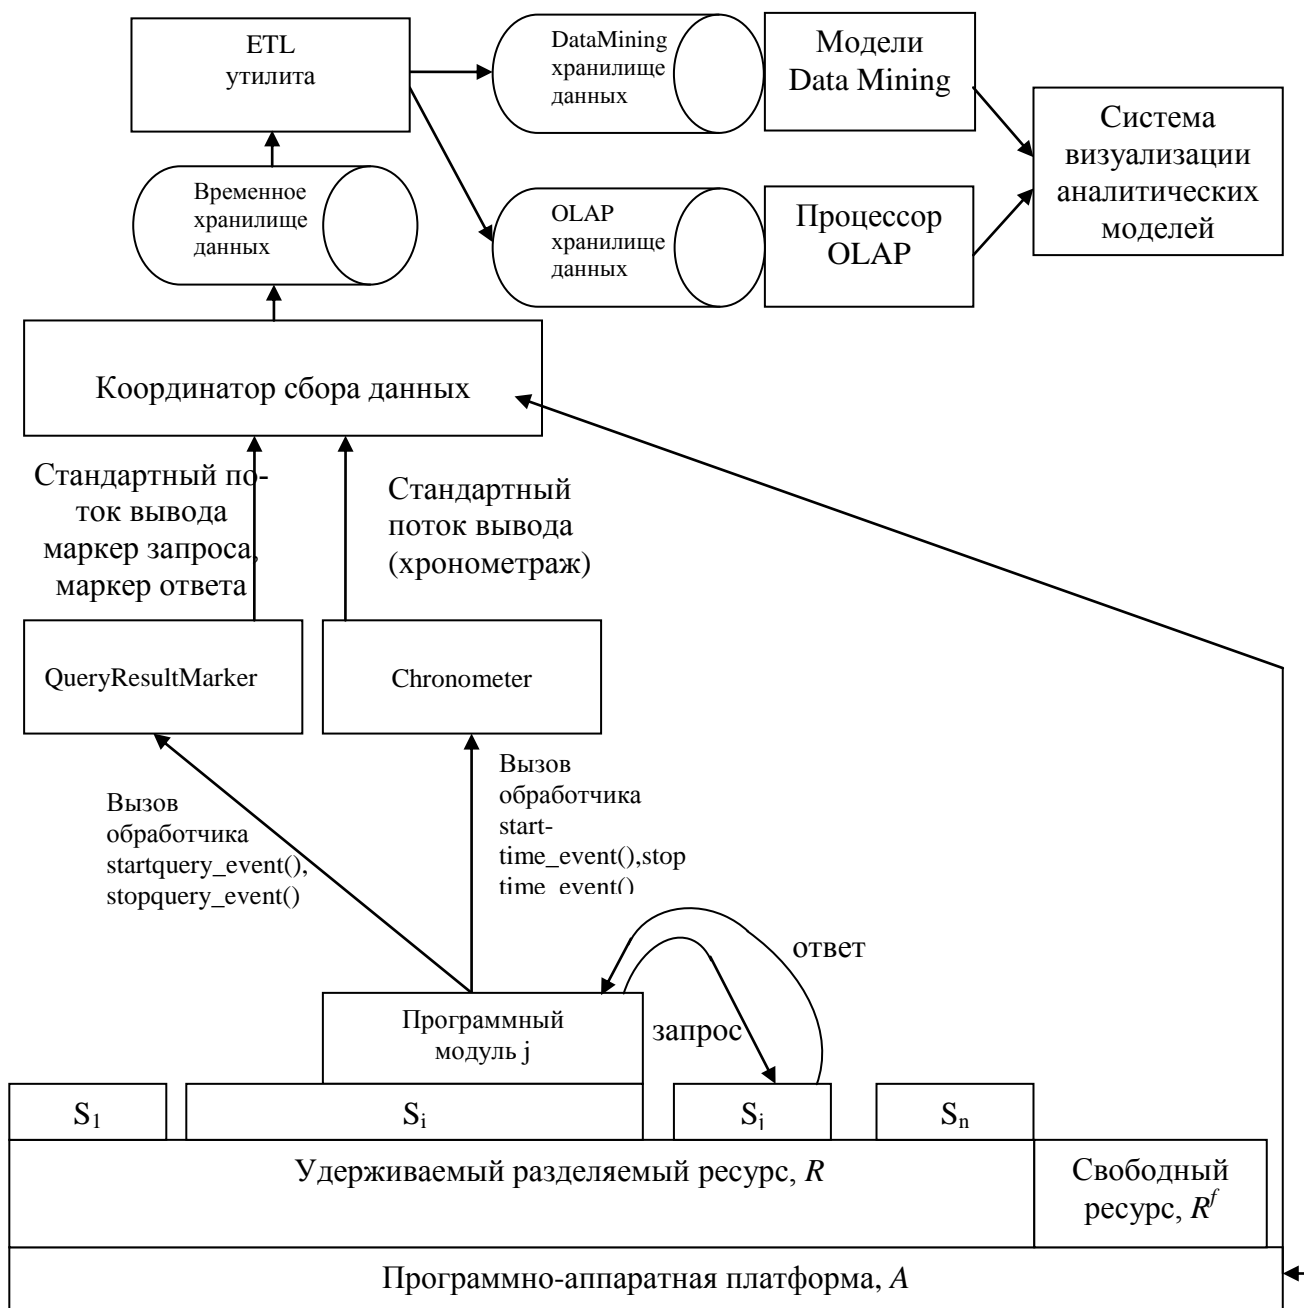 ETL
утилита
DataMining
хранилище
данных
Модели
Data Mining
Система
визуализации
аналитических
моделей
Временное
хранилище
данных
OLAP
хранилище
данных
Процессор
OLAP
Координатор сбора данных
Стандартный по-
ток вывода
маркер запроса,
маркер ответа
Стандартный
поток вывода
(хронометраж)
QueryResultMarker
Chronometer
Вызов
обработчика
startquery_event(),
stopquery_event()
Вызов
обработчика
start-
time_event(),stop
time_event()
ответ
запрос
Программный
модуль j
S1
Si
Sj
Sn
Удерживаемый разделяемый ресурс, R
Свободный
ресурс, R^f
Программно-аппаратная платформа, A